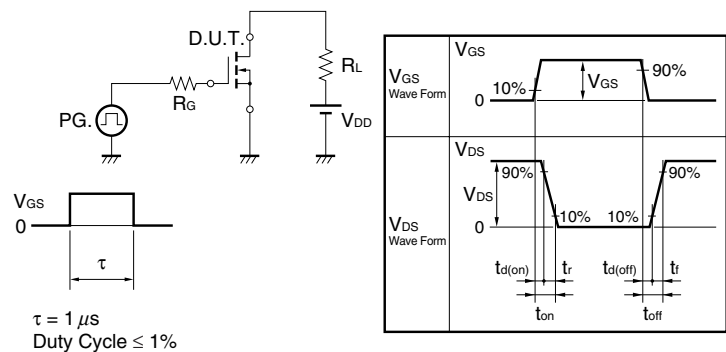 D.U.T.
RL
RG
PG.
VDD
VGS
0
τ
τ = 1 μs
Duty Cycle ≤ 1%
VGS
Wave Form
VGS
10%
VGS
90%
0
VDS
Wave Form
VDS
90%
VDS
90%
10%
10%
0
td(on)
tr
td(off)
tf
ton
toff